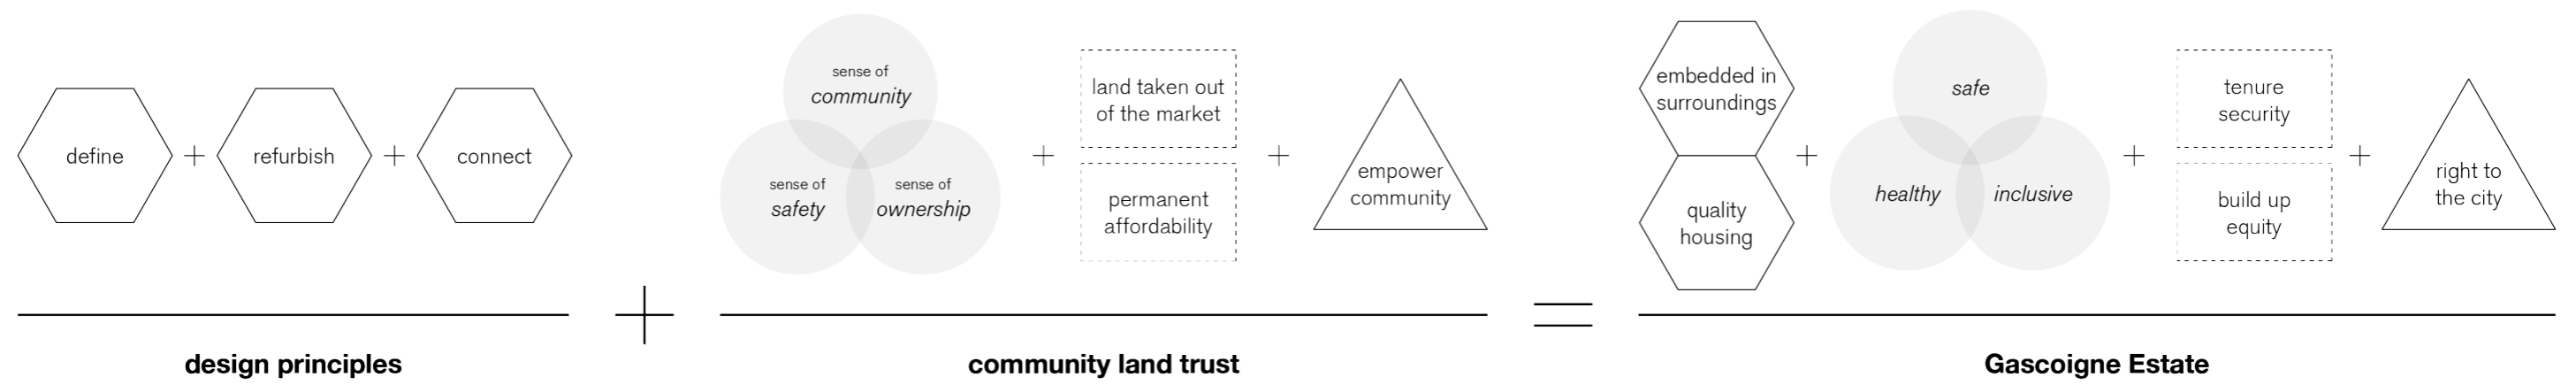 define
+
refurbish
+
connect
design principles
+
sense of
community
sense of
safety
sense of
ownership
+
land taken out
of the market
permanent
affordability
+
empower
community
community land trust
=
embedded in
surroundings
quality
housing
+
safe
healthy
inclusive
+
tenure
security
build up
equity
+
right to
the city
Gascoigne Estate